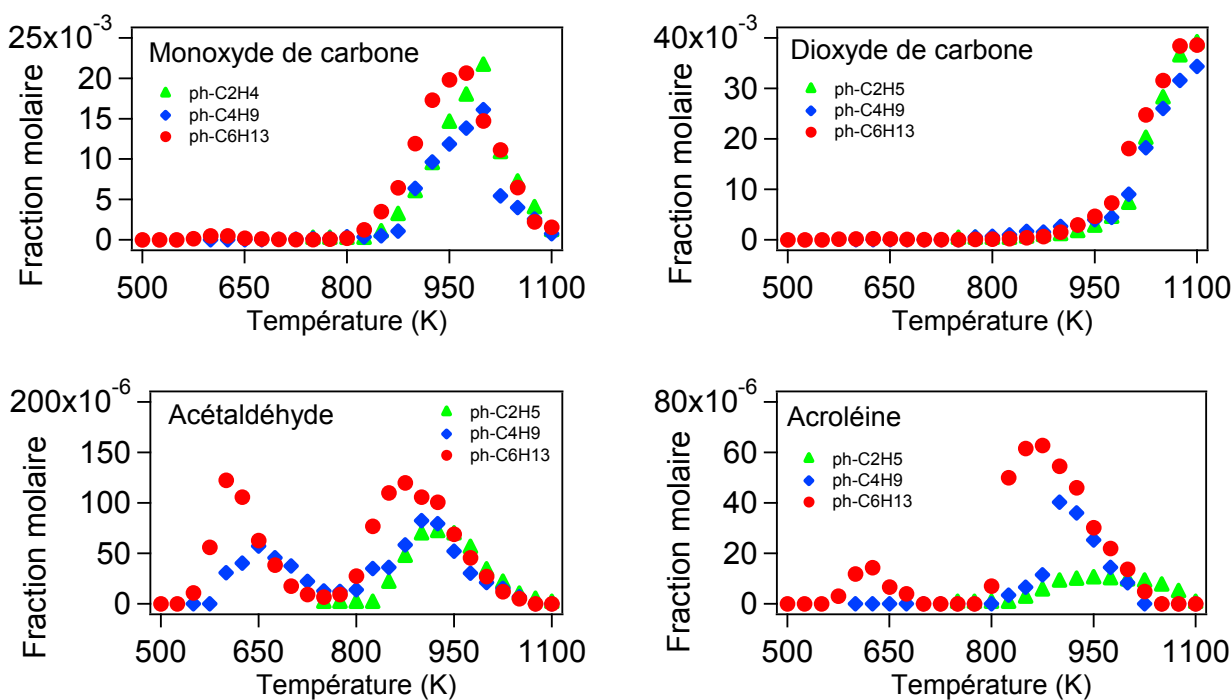 25x10-3
20
15
10
5
0
Fraction molaire
Monoxyde de carbone
ph-C2H4
ph-C4H9
ph-C6H13
500 650 800 950 1100
Température (K)
40x10-3
30
20
10
0
Fraction molaire
Dioxyde de carbone
ph-C2H5
ph-C4H9
ph-C6H13
500 650 800 950 1100
Température (K)
200x10-6
150
100
50
0
Fraction molaire
Acétaldéhyde
ph-C2H5
ph-C4H9
ph-C6H13
500 650 800 950 1100
Température (K)
80x10-6
60
40
20
0
Fraction molaire
Acroléine
ph-C2H5
ph-C4H9
ph-C6H13
500 650 800 950 1100
Température (K)